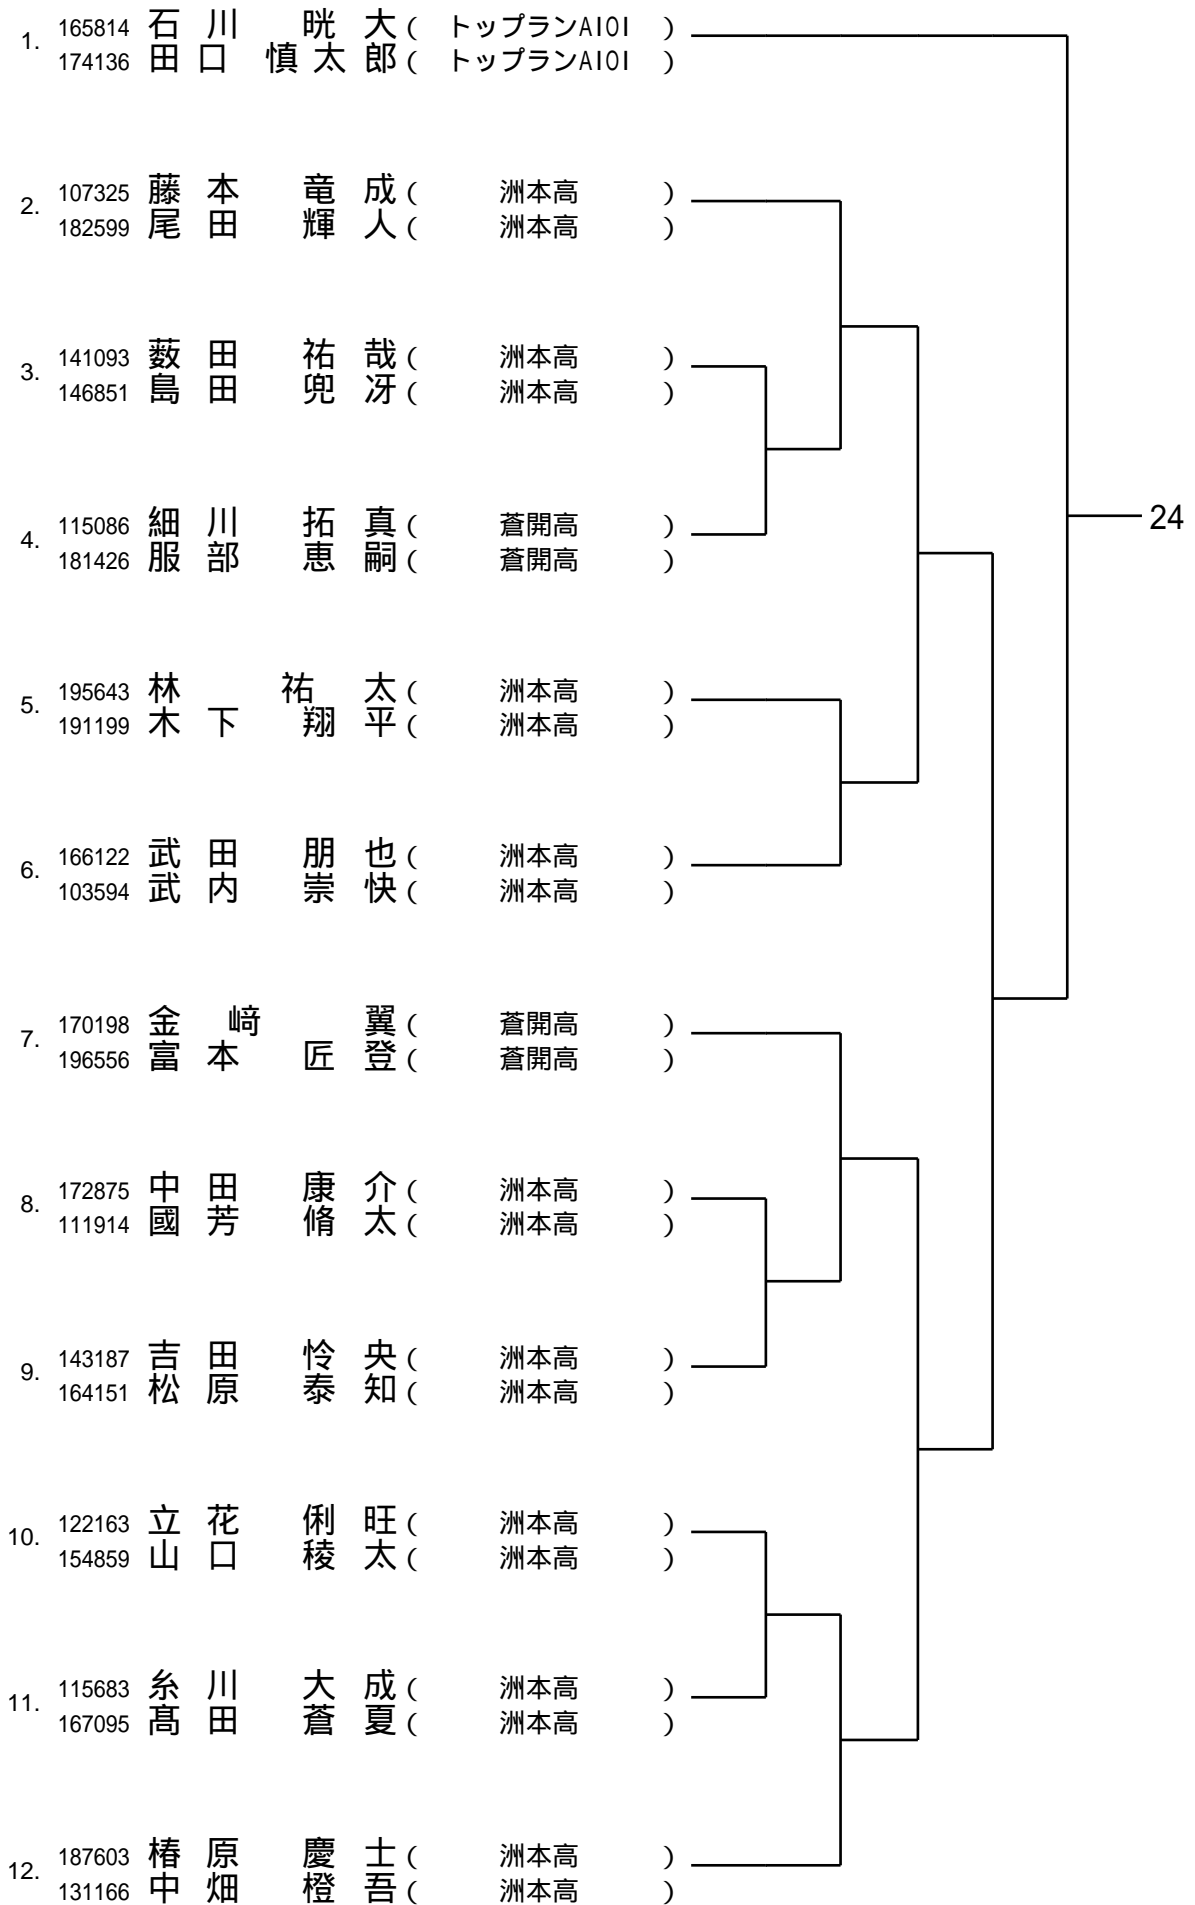 1. 165814 石川 晄大 ( トップランAIOI )
174136 田口 慎太郎 ( トップランAIOI )
2. 107325 藤本 竜成 ( 洲本高 )
182599 尾田 輝人 ( 洲本高 )
3. 141093 薮田 祐哉 ( 洲本高 )
146851 島田 兜冴 ( 洲本高 )
4. 115086 細川 拓真 ( 蒼開高 )
181426 服部 恵嗣 ( 蒼開高 )
24
5. 195643 林 祐太 ( 洲本高 )
191199 木下 翔平 ( 洲本高 )
6. 166122 武田 朋也 ( 洲本高 )
103594 武内 崇快 ( 洲本高 )
7. 170198 金﨑 翼 ( 蒼開高 )
196556 富本 匠登 ( 蒼開高 )
8. 172875 中田 康介 ( 洲本高 )
111914 國芳 脩太 ( 洲本高 )
9. 143187 吉田 怜央 ( 洲本高 )
164151 松原 泰知 ( 洲本高 )
10. 122163 立花 俐旺 ( 洲本高 )
154859 山口 稜太 ( 洲本高 )
11. 115683 糸川 大成 ( 洲本高 )
167095 髙田 蒼夏 ( 洲本高 )
12. 187603 椿原 慶士 ( 洲本高 )
131166 中畑 橙吾 ( 洲本高 )